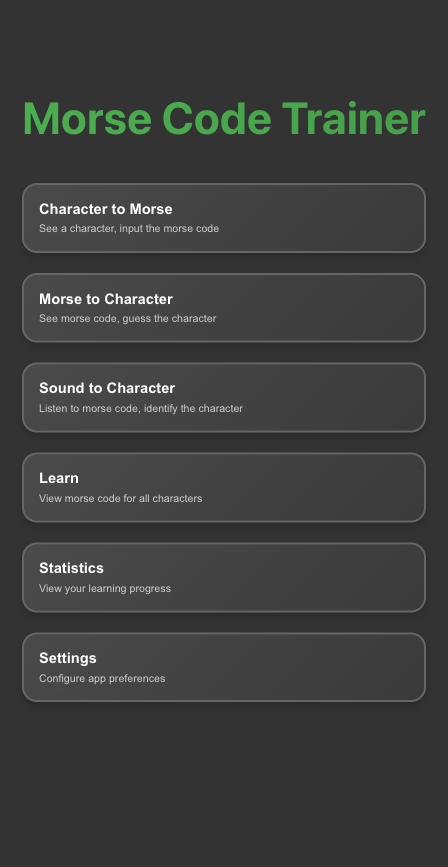 Morse Code Trainer
Character to Morse
See a character, input the morse code
Morse to Character
See morse code, guess the character
Sound to Character
Listen to morse code, identify the character
Learn
View morse code for all characters
Statistics
View your learning progress
Settings
Configure app preferences